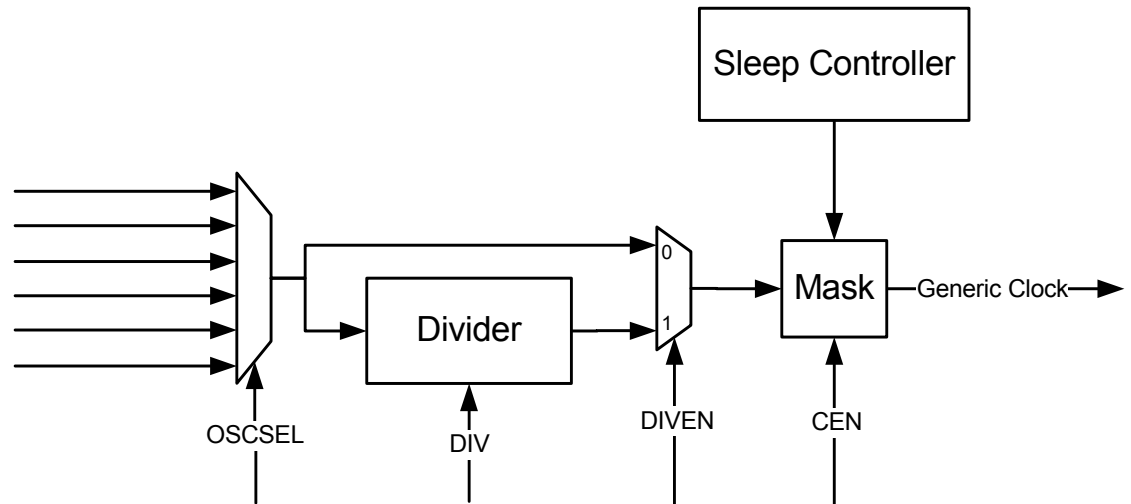 Sleep Controller
0
Divider
1
Mask
Generic Clock
OSCSEL
DIV
DIVEN
CEN